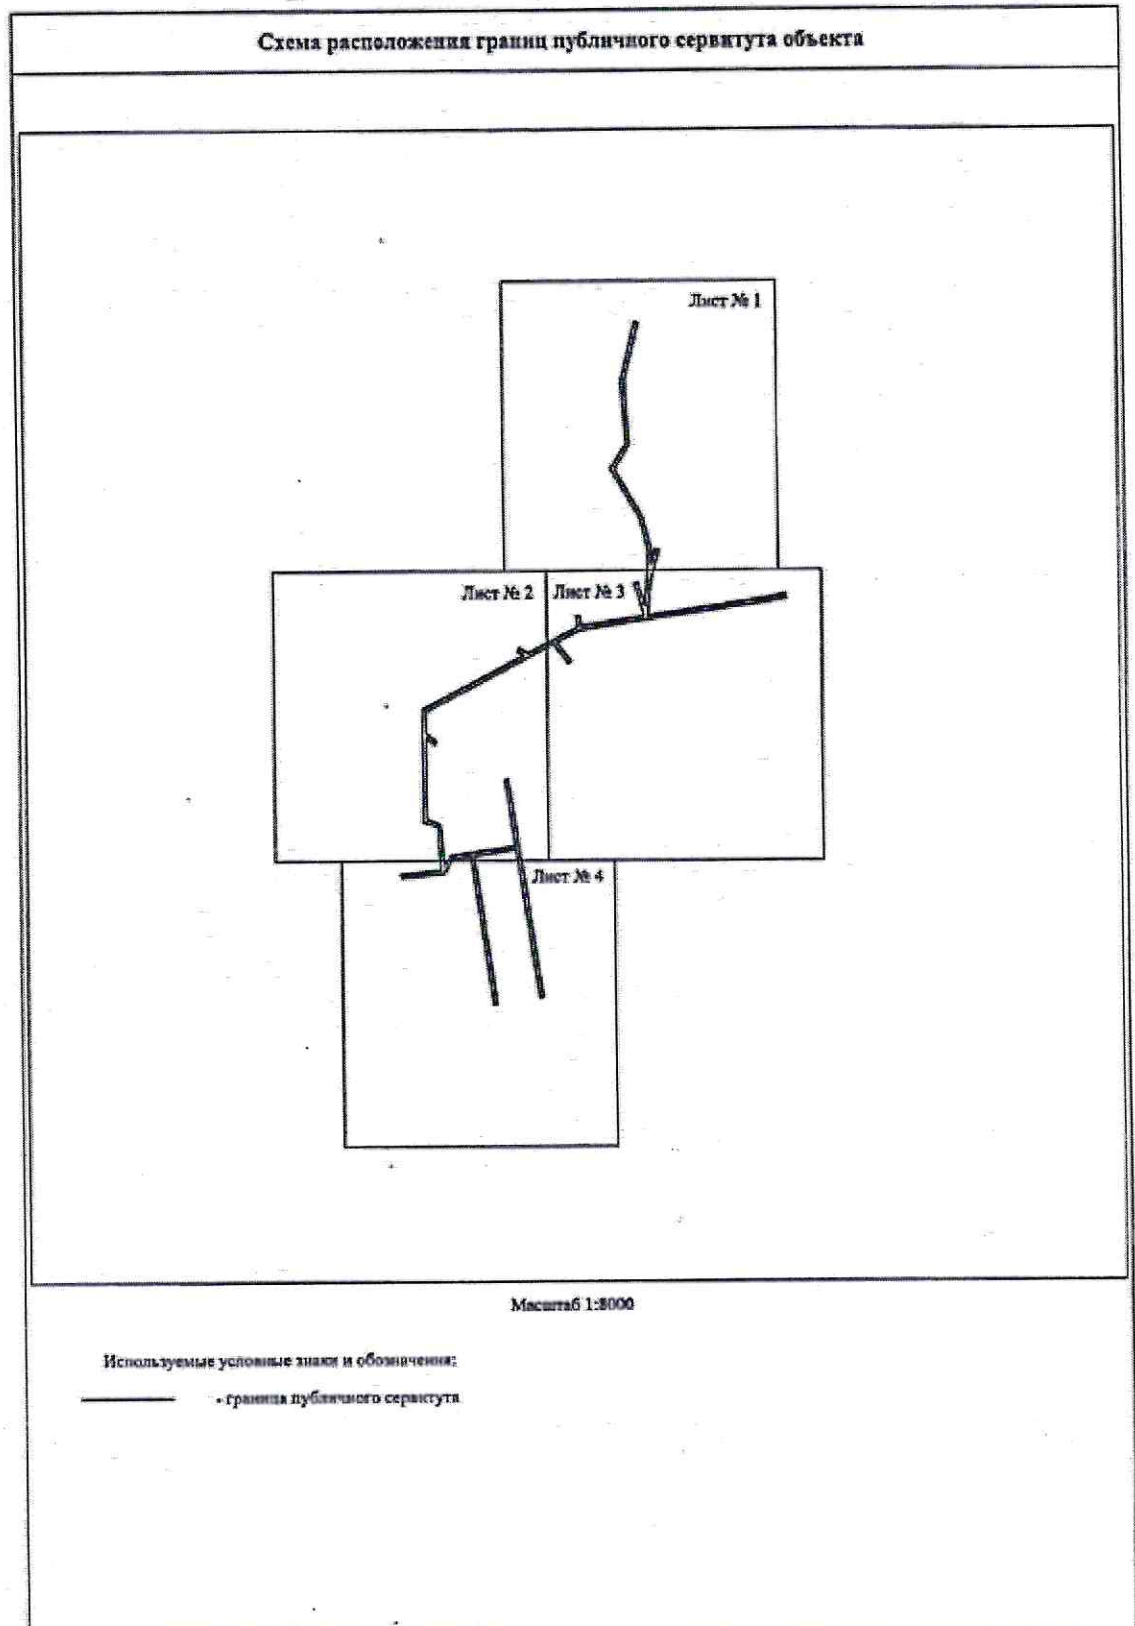 Схема расположения границ публичного сервитута объекта
Лист № 1
Лист № 2
Лист № 3
Лист № 4
Масштаб 1:8000
Используемые условные знаки и обозначения:
- граница публичного сервитута